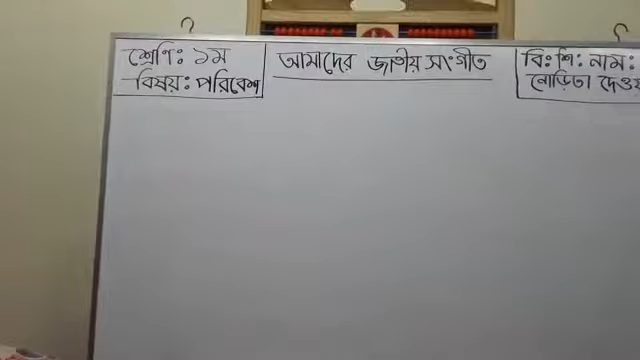 শ্রেণি: ১ম
বিষয়: পরিবেশ
আমাদের জাতীয় সংগীত
বি: শি: নাম: